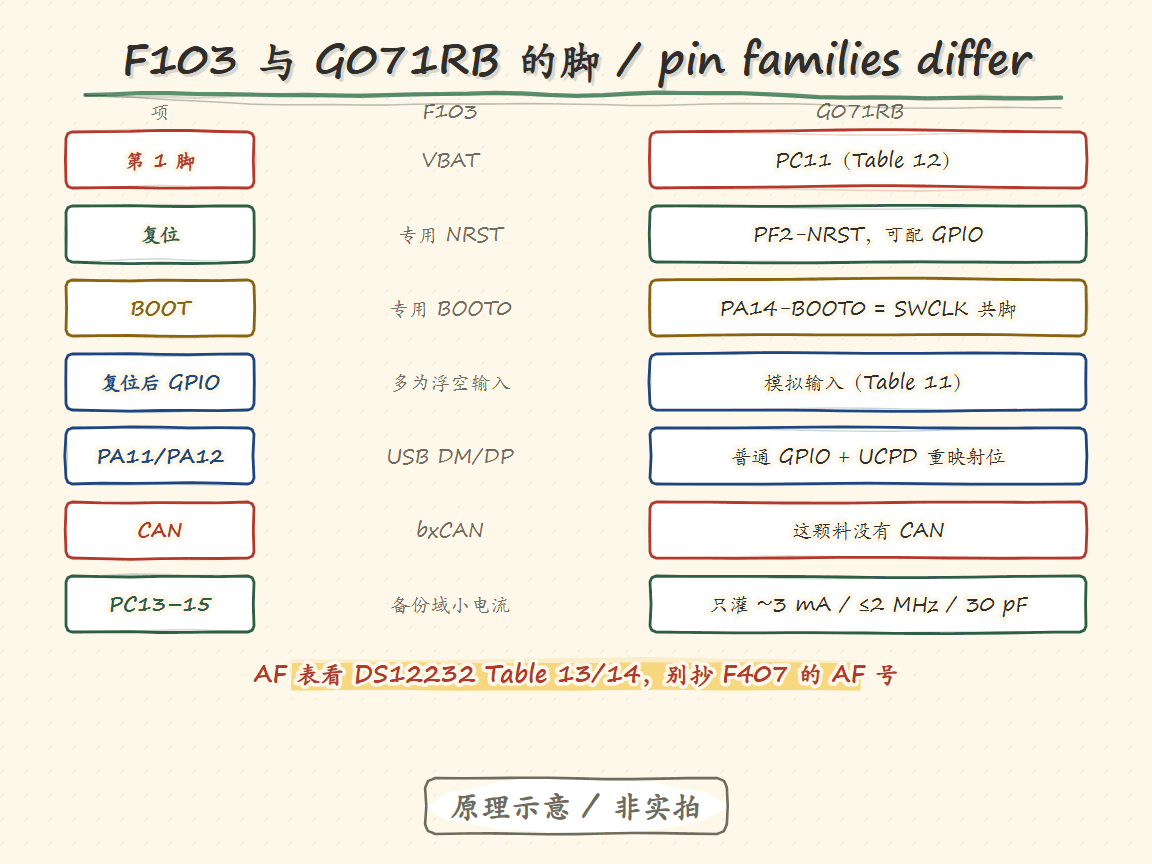 F103 与 G071RB 的脚 / pin families differ
项 F103 G071RB
第 1 脚 VBAT PC11（Table 12）
复位 专用 NRST PF2-NRST，可配 GPIO
BOOT 专用 BOOT0 PA14-BOOT0 = SWCLK 共脚
复位后 GPIO 多为浮空输入 模拟输入（Table 11）
PA11/PA12 USB DM/DP 普通 GPIO + UCPD 重映射位
CAN bxCAN 这颗料没有 CAN
PC13–15 备份域小电流 只灌 ~3 mA / ≤2 MHz / 30 pF
AF 表看 DS12232 Table 13/14，别抄 F407 的 AF 号
原理示意 / 非实拍